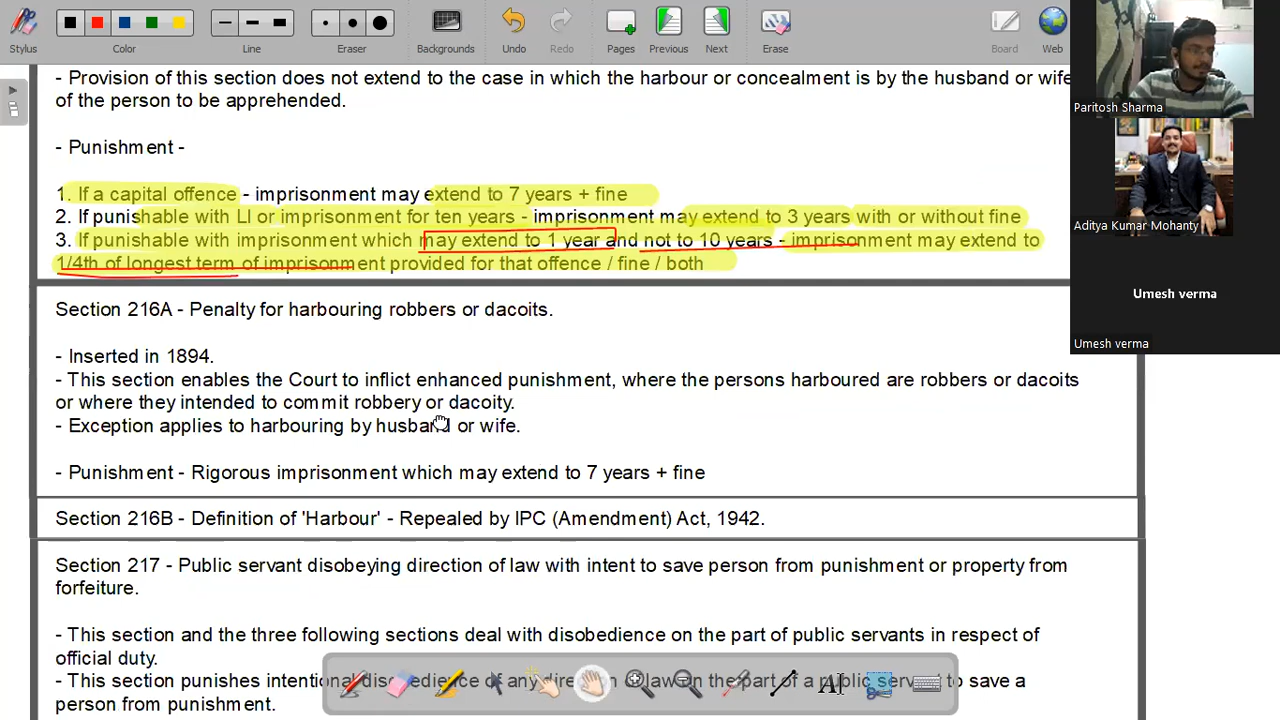 Stylus
Color
Line
Eraser
Backgrounds
Undo
Redo
Pages
Previous
Next
Erase
Board
Web
- Provision of this section does not extend to the case in which the harbour or concealment is by the husband or wife
of the person to be apprehended.
- Punishment -
1. If a capital offence - imprisonment may extend to 7 years + fine
2. If punishable with LI or imprisonment for ten years - imprisonment may extend to 3 years with or without fine
3. If punishable with imprisonment which may extend to 1 year and not to 10 years - imprisonment may extend to
1/4th of longest term of imprisonment provided for that offence / fine / both
Section 216A - Penalty for harbouring robbers or dacoits.
- Inserted in 1894.
- This section enables the Court to inflict enhanced punishment, where the persons harboured are robbers or dacoits
or where they intended to commit robbery or dacoity.
- Exception applies to harbouring by husband or wife.
- Punishment - Rigorous imprisonment which may extend to 7 years + fine
Section 216B - Definition of 'Harbour' - Repealed by IPC (Amendment) Act, 1942.
Section 217 - Public servant disobeying direction of law with intent to save person from punishment or property from
forfeiture.
- This section and the three following sections deal with disobedience on the part of public servants in respect of
official duty.
- This section punishes intentional disobedience of any direction of law on the part of a public servant to save a
person from punishment.
Paritosh Sharma
Aditya Kumar Mohanty
Umesh verma
Umesh verma